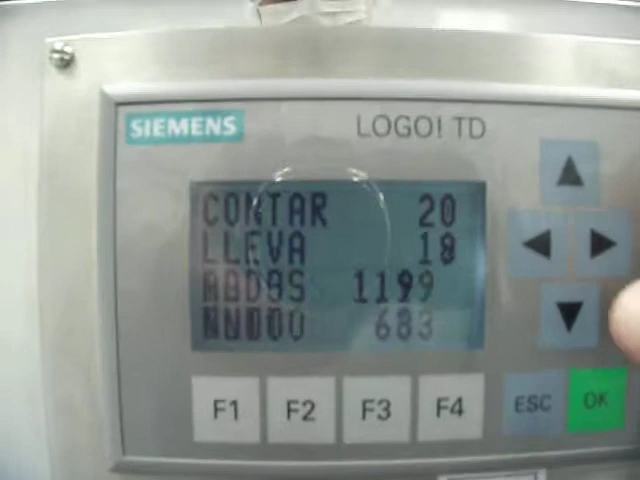 SIEMENS
LOGO! TD
CONTAR 20
LLEVA 18
1199
683
F1 F2 F3 F4 ESC OK